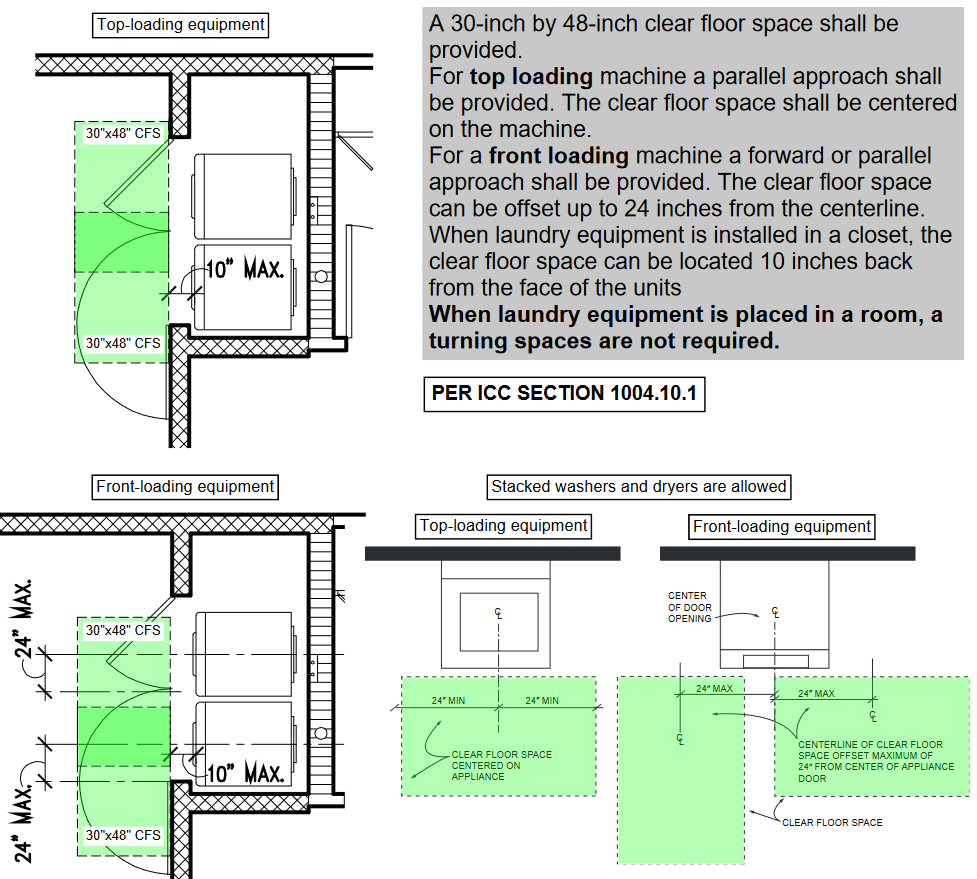 Top-loading equipment
A 30-inch by 48-inch clear floor space shall be
provided.
For top loading machine a parallel approach shall
be provided. The clear floor space shall be centered
on the machine.
For a front loading machine a forward or parallel
approach shall be provided. The clear floor space
can be offset up to 24 inches from the centerline.
When laundry equipment is installed in a closet, the
clear floor space can be located 10 inches back
from the face of the units
When laundry equipment is placed in a room, a
turning spaces are not required.
PER ICC SECTION 1004.10.1
30"x48" CFS
10" MAX.
30"x48" CFS
Front-loading equipment
24" MAX.
30"x48" CFS
10" MAX.
24" MAX.
30"x48" CFS
Stacked washers and dryers are allowed
Top-loading equipment
℄
24" MIN
24" MIN
CLEAR FLOOR SPACE
CENTERED ON
APPLIANCE
Front-loading equipment
CENTER
OF DOOR
OPENING
℄
24" MAX
24" MAX
℄
℄
CENTERLINE OF CLEAR FLOOR
SPACE OFFSET MAXIMUM OF
24" FROM CENTER OF APPLIANCE
DOOR
CLEAR FLOOR SPACE